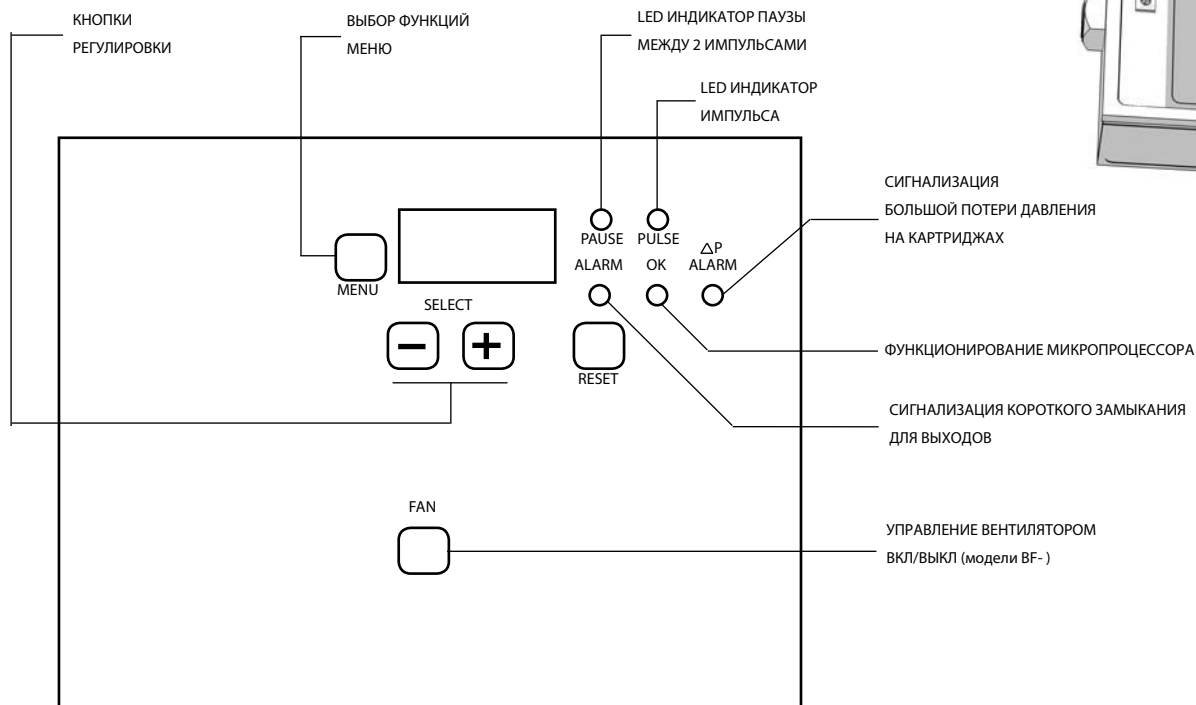 КНОПКИ
РЕГУЛИРОВКИ
ВЫБОР ФУНКЦИЙ
МЕНЮ
LED ИНДИКАТОР ПАУЗЫ
МЕЖДУ 2 ИМПУЛЬСАМИ
LED ИНДИКАТОР
ИМПУЛЬСА
СИГНАЛИЗАЦИЯ
БОЛЬШОЙ ПОТЕРИ ДАВЛЕНИЯ
НА КАРТРИДЖАХ
PAUSE PULSE △P
ALARM OK ALARM
MENU
SELECT
− +
RESET
ФУНКЦИОНИРОВАНИЕ МИКРОПРОЦЕССОРА
СИГНАЛИЗАЦИЯ КОРОТКОГО ЗАМЫКАНИЯ
ДЛЯ ВЫХОДОВ
FAN
УПРАВЛЕНИЕ ВЕНТИЛЯТОРОМ
ВКЛ/ВЫКЛ (модели BF- )